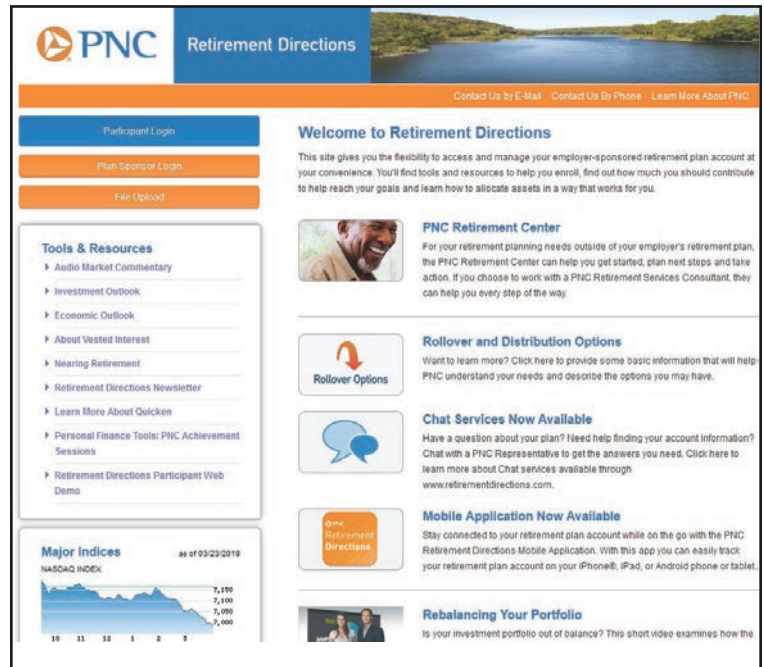 PNC
Retirement Directions
Contact Us by E-Mail Contact Us By Phone Learn More About PNC
Participant Login
Plan Sponsor Login
File Upload
Tools & Resources
Audio Market Commentary
Investment Outlook
Economic Outlook
About Vested Interest
Nearing Retirement
Retirement Directions Newsletter
Learn More About Quicken
Personal Finance Tools: PNC Achievement
Sessions
Retirement Directions Participant Web
Demo
Major Indices as of 03/23/2018
NASDAQ INDEX
7,150
7,100
7,050
7,000
10 11 12 1 2 3
Welcome to Retirement Directions
This site gives you the flexibility to access and manage your employer-sponsored retirement plan account at
your convenience. You'll find tools and resources to help you enroll, find out how much you should contribute
to help reach your goals and learn how to allocate assets in a way that works for you.
PNC Retirement Center
For your retirement planning needs outside of your employer's retirement plan,
the PNC Retirement Center can help you get started, plan next steps and take
action. If you choose to work with a PNC Retirement Services Consultant, they
can help you every step of the way.
Rollover Options
Rollover and Distribution Options
Want to learn more? Click here to provide some basic information that will help
PNC understand your needs and describe the options you may have.
Chat Services Now Available
Have a question about your plan? Need help finding your account information?
Chat with a PNC Representative to get the answers you need. Click here to
learn more about Chat services available through
www.retirementdirections.com.
PNC
Retirement
Directions
Mobile Application Now Available
Stay connected to your retirement plan account while on the go with the PNC
Retirement Directions Mobile Application. With this app you can easily track
your retirement plan account on your iPhone®, iPad, or Android phone or tablet.
Rebalancing Your Portfolio
Is your investment portfolio out of balance? This short video examines how the